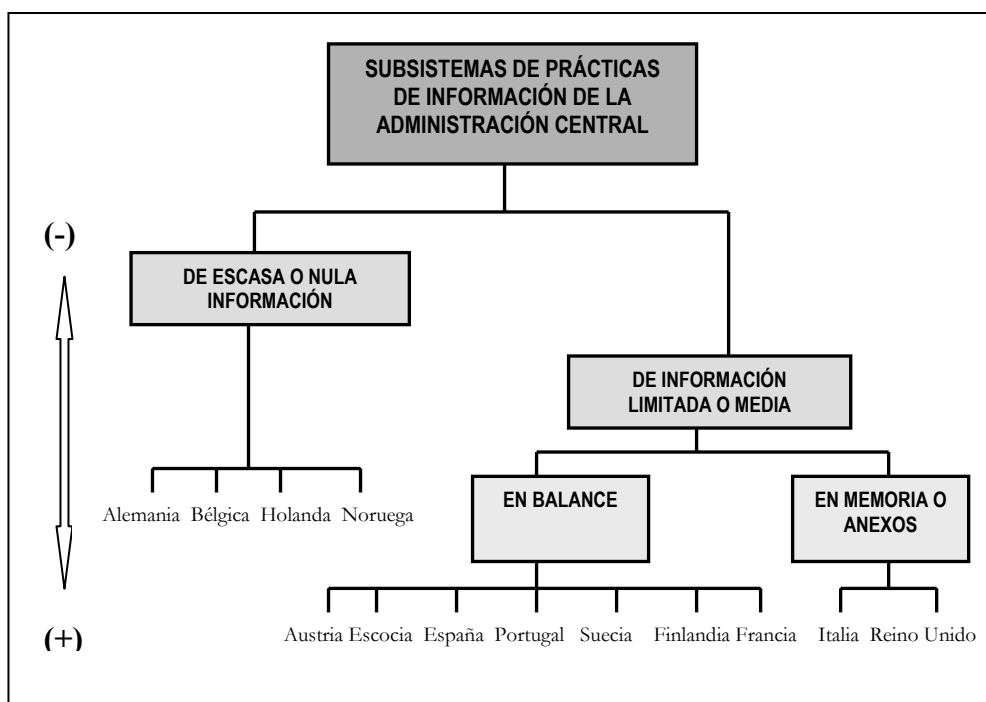 SUBSISTEMAS DE PRÁCTICAS
DE INFORMACIÓN DE LA
ADMINISTRACIÓN CENTRAL
(-)
DE ESCASA O NULA
INFORMACIÓN
DE INFORMACIÓN
LIMITADA O MEDIA
EN BALANCE
EN MEMORIA O
ANEXOS
Alemania Bélgica Holanda Noruega
Austria Escocia España Portugal Suecia Finlandia Francia Italia Reino Unido
(+)